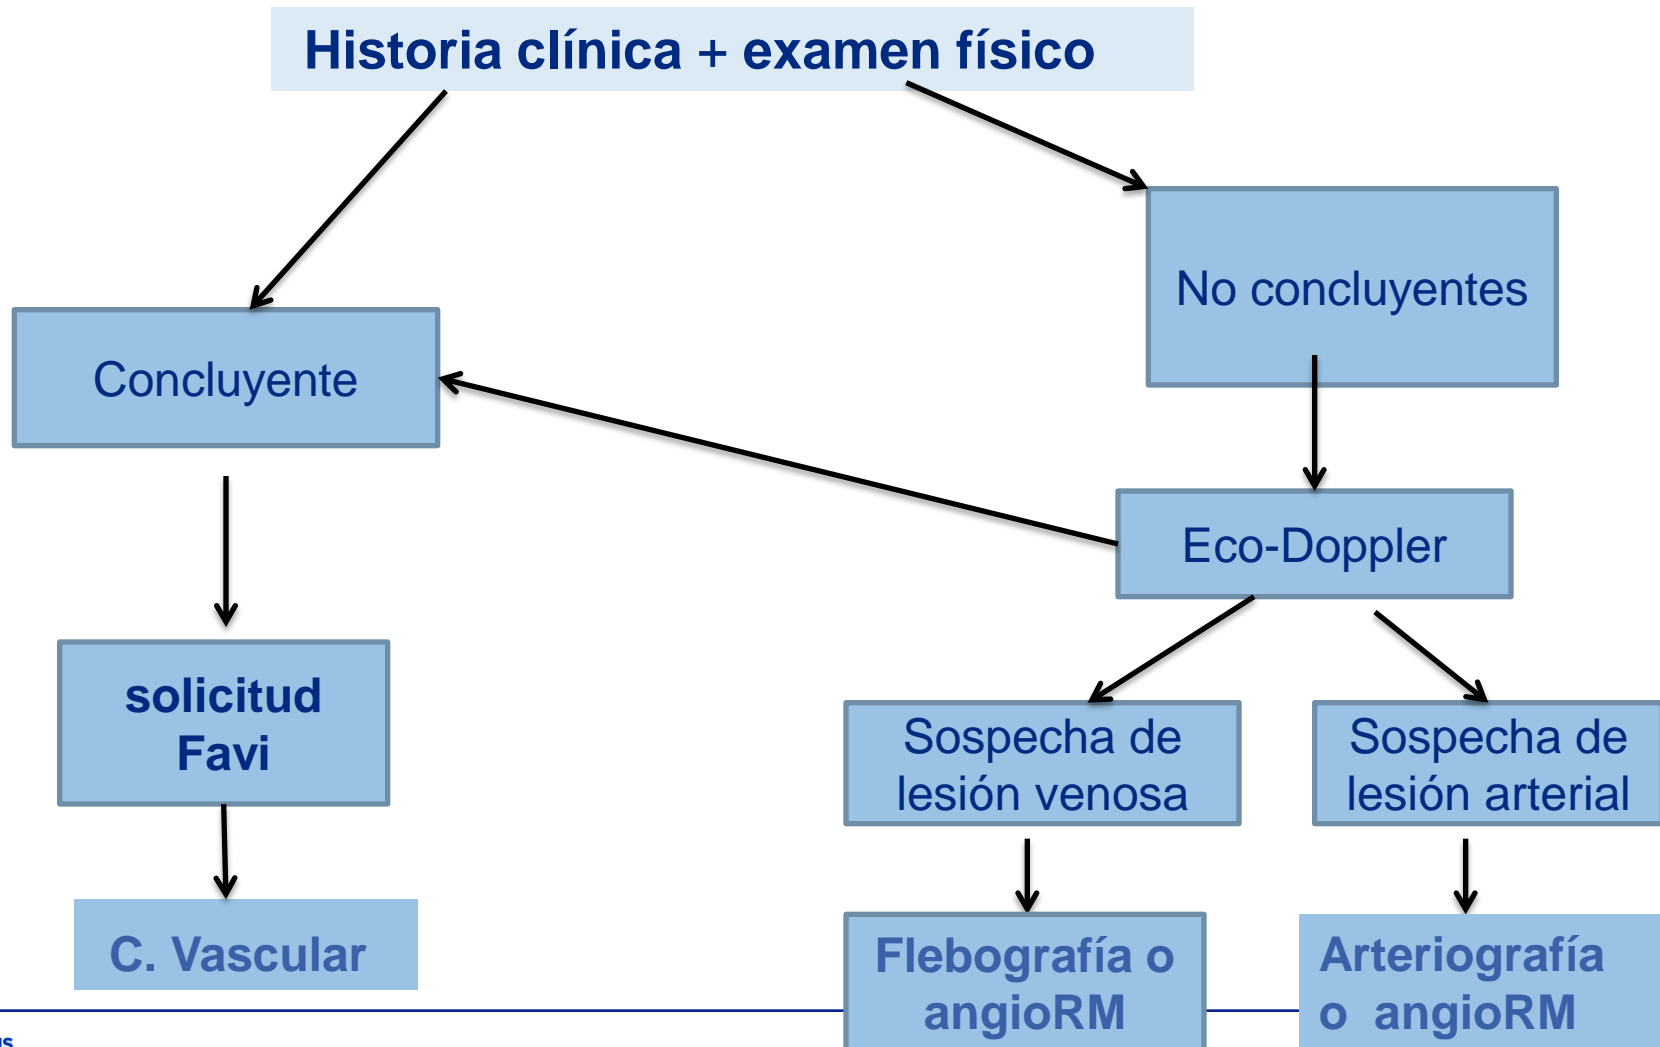 Historia clínica + examen físico
No concluyentes
Concluyente
Eco-Doppler
solicitud
Favi
Sospecha de
lesión venosa
Sospecha de
lesión arterial
C. Vascular
Flebografía o
angioRM
Arteriografía
o angioRM